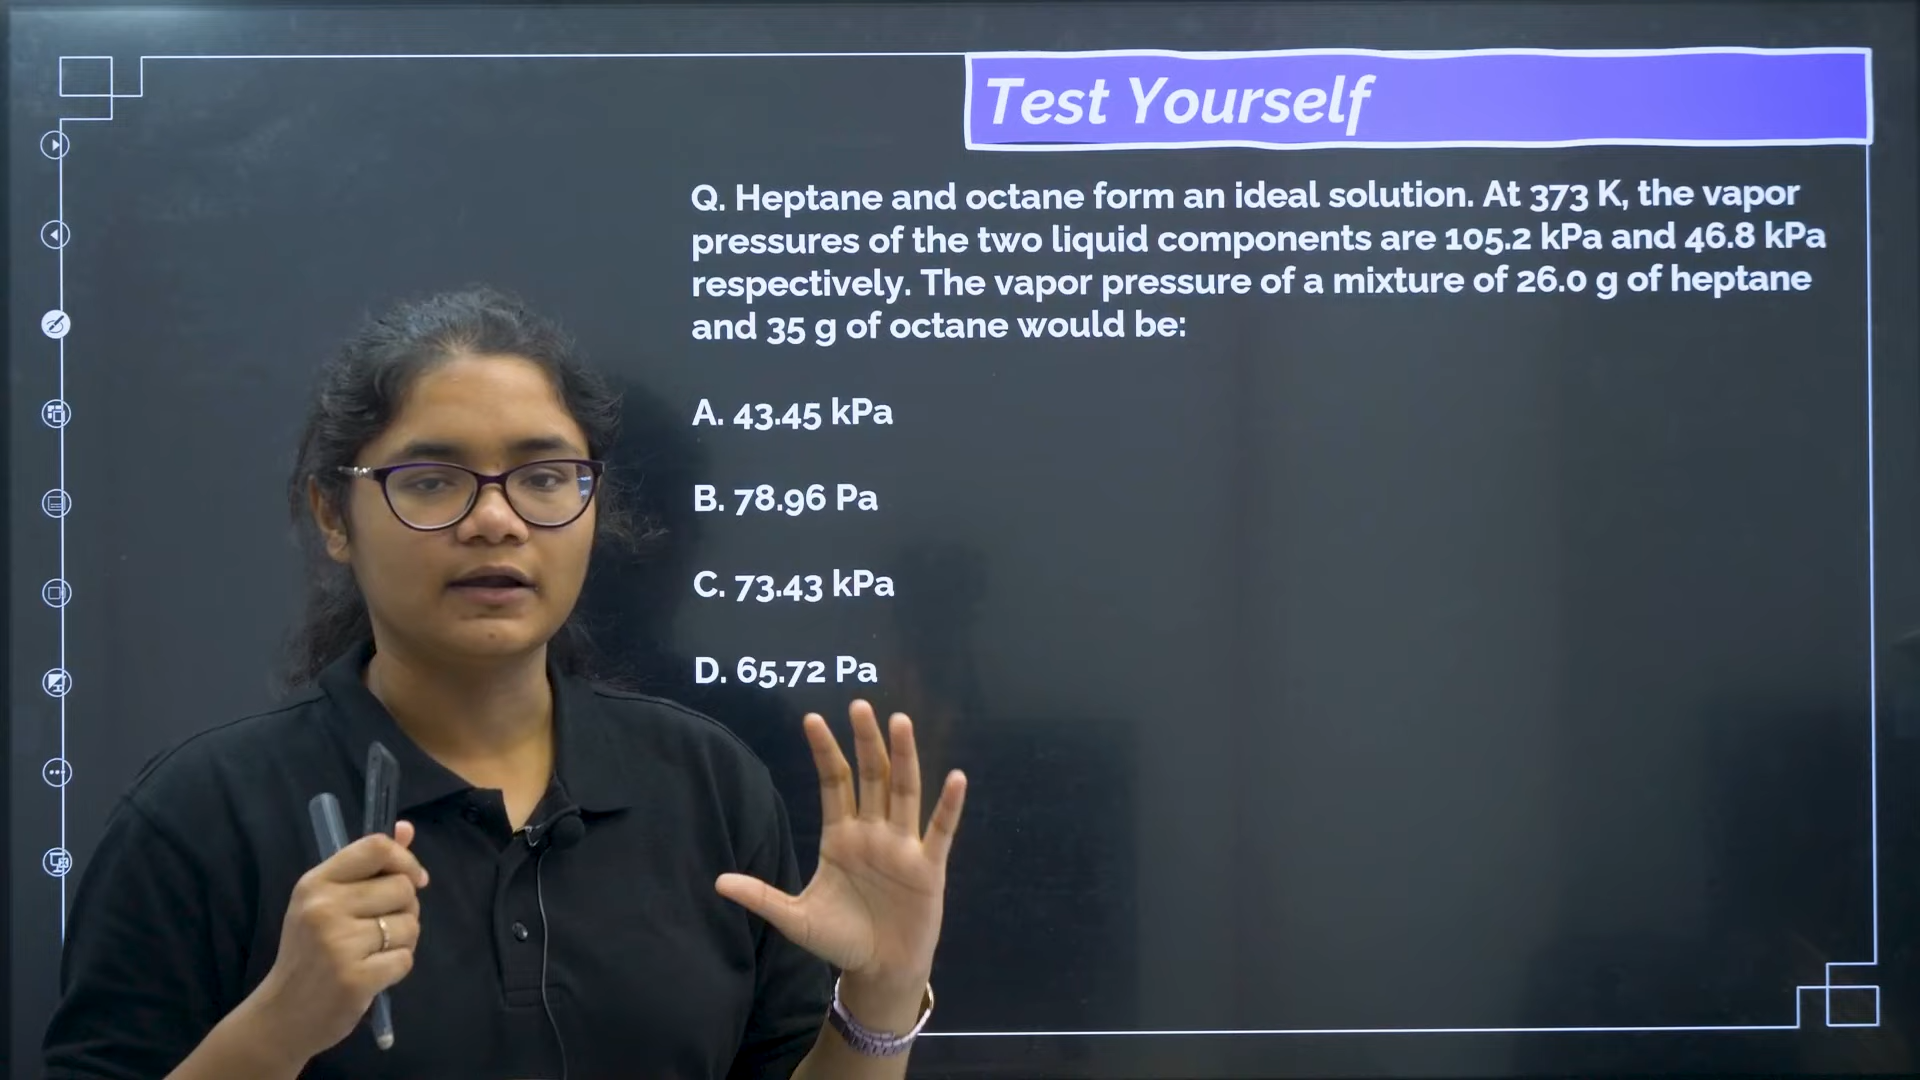 Test Yourself
Q. Heptane and octane form an ideal solution. At 373 K, the vapor
pressures of the two liquid components are 105.2 kPa and 46.8 kPa
respectively. The vapor pressure of a mixture of 26.0 g of heptane
and 35 g of octane would be:
A. 43.45 kPa
B. 78.96 Pa
C. 73.43 kPa
D. 65.72 Pa